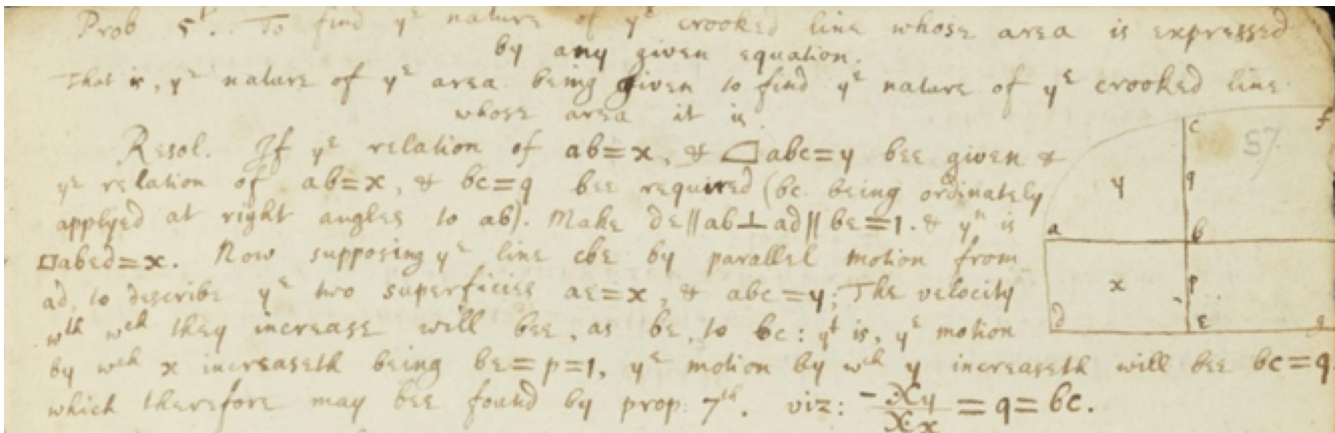 Prob 5t. To find ye nature of ye crooked line whose area is expressed
by any given equation.
That is, ye nature of ye area being given to find ye nature of ye crooked line
whose area it is.
Resol. If ye relation of ab=x, & ⌓abc=y bee given &
ye relation of ab=x, & bc=q bee required (bc being ordinately
applyed at right angles to ab). Make de∥ab⊥ad∥be=1. & yn is
▭abed=x. Now supposing ye line cbe by parallel motion from
ad, to describe ye two superficies ae=x, & abc=y; The velocity
wth wch they increase will bee, as be, to bc: yt is, ye motion
by wch x increaseth being be=p=1, ye motion by wch y increaseth will bee bc=q.
which therefore may bee found by prop: 7th. viz: -𝒳y/𝒳x = q = bc.
c
f
57
y
q
a
b
x
p
d
e
g